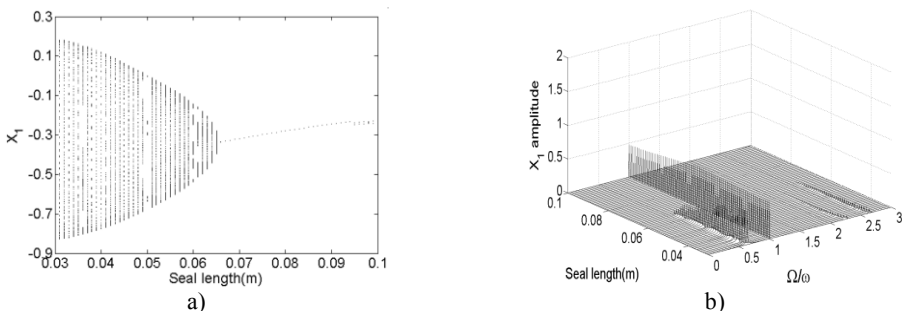 0.3
0.1
-0.1
-0.3
-0.5
-0.7
-0.9
X1
0.03 0.04 0.05 0.06 0.07 0.08 0.09 0.1
Seal length(m)
a)
2
1.5
1
0.5
0
X1 amplitude
0.1
0.08
0.06
0.04
Seal length(m)
0 0.5 1 1.5 2 2.5 3
Ω/ω
b)